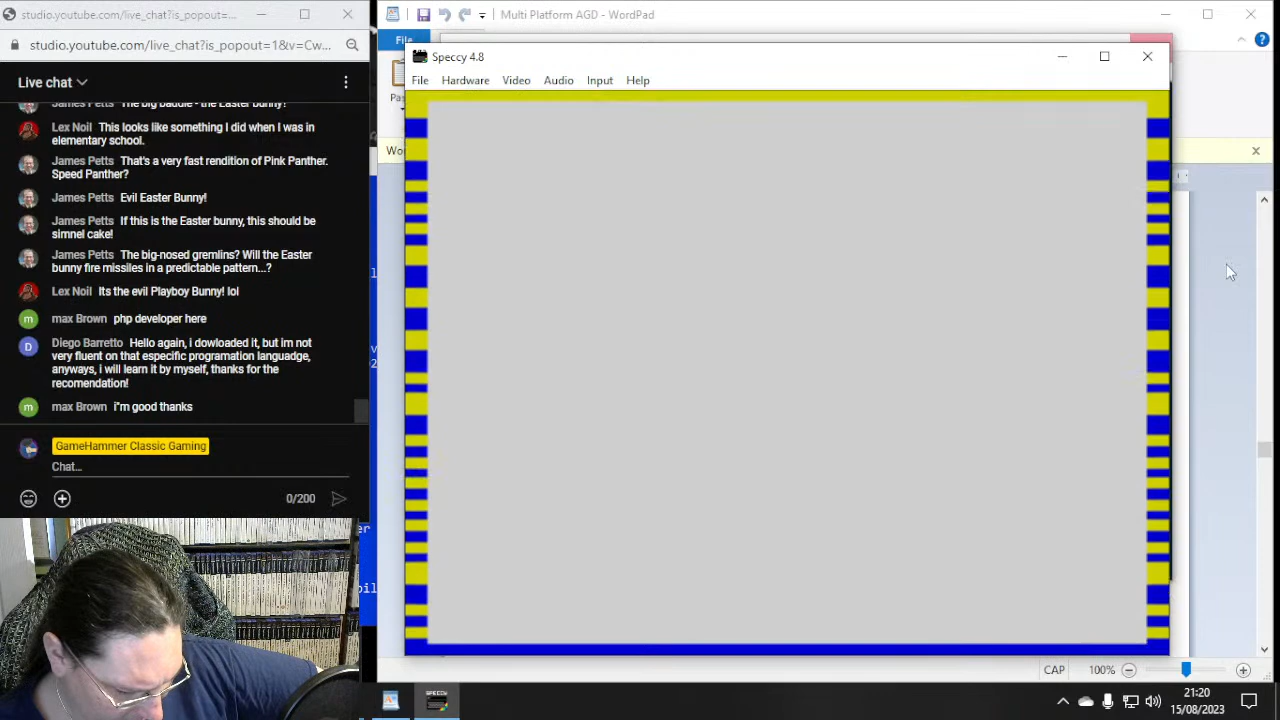 studio.youtube.com/live_chat?is_popout=...
studio.youtube.com/live_chat?is_popout=1&v=Cw...
Live chat
James Petts The big baddie - the Easter bunny!
Lex Noil This looks like something I did when I was in
elementary school.
James Petts That's a very fast rendition of Pink Panther.
Speed Panther?
James Petts Evil Easter Bunny!
James Petts If this is the Easter bunny, this should be
simnel cake!
James Petts The big-nosed gremlins? Will the Easter
bunny fire missiles in a predictable pattern...?
Lex Noil Its the evil Playboy Bunny! lol
m max Brown php developer here
D Diego Barretto Hello again, i dowloaded it, but im not
very fluent on that especific programation languadge,
anyways, i will learn it by myself, thanks for the
recomendation!
m max Brown i"m good thanks
GameHammer Classic Gaming
Chat...
0/200
Multi Platform AGD - WordPad
File
Pas
Wo
Speccy 4.8
File Hardware Video Audio Input Help
CAP 100%
SPECCY
21:20
15/08/2023